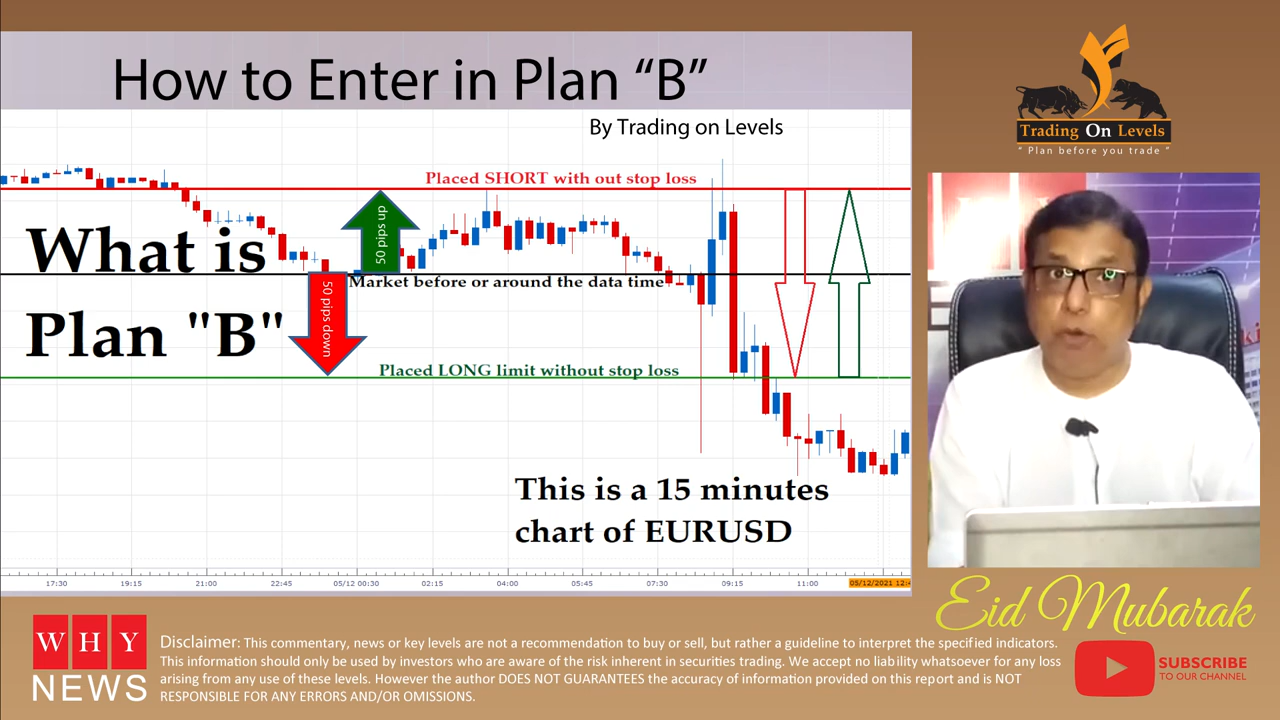 How to Enter in Plan “B”
By Trading on Levels
Placed SHORT with out stop loss
50 pips up
What is
Plan "B"
Market before or around the data time
50 pips down
Placed LONG limit without stop loss
This is a 15 minutes
chart of EURUSD
17:30 19:15 21:00 22:45 05/12 00:30 02:15 04:00 05:45 07:30 09:15 11:00 05/12/2021
Trading On Levels
" Plan before you trade "
Eid Mubarak
WHY
NEWS
Disclaimer: This commentary, news or key levels are not a recommendation to buy or sell, but rather a guideline to interpret the specified indicators.
This information should only be used by investors who are aware of the risk inherent in securities trading. We accept no liability whatsoever for any loss
arising from any use of these levels. However the author DOES NOT GUARANTEES the accuracy of information provided on this report and is NOT
RESPONSIBLE FOR ANY ERRORS AND/OR OMISSIONS.
SUBSCRIBE
TO OUR CHANNEL